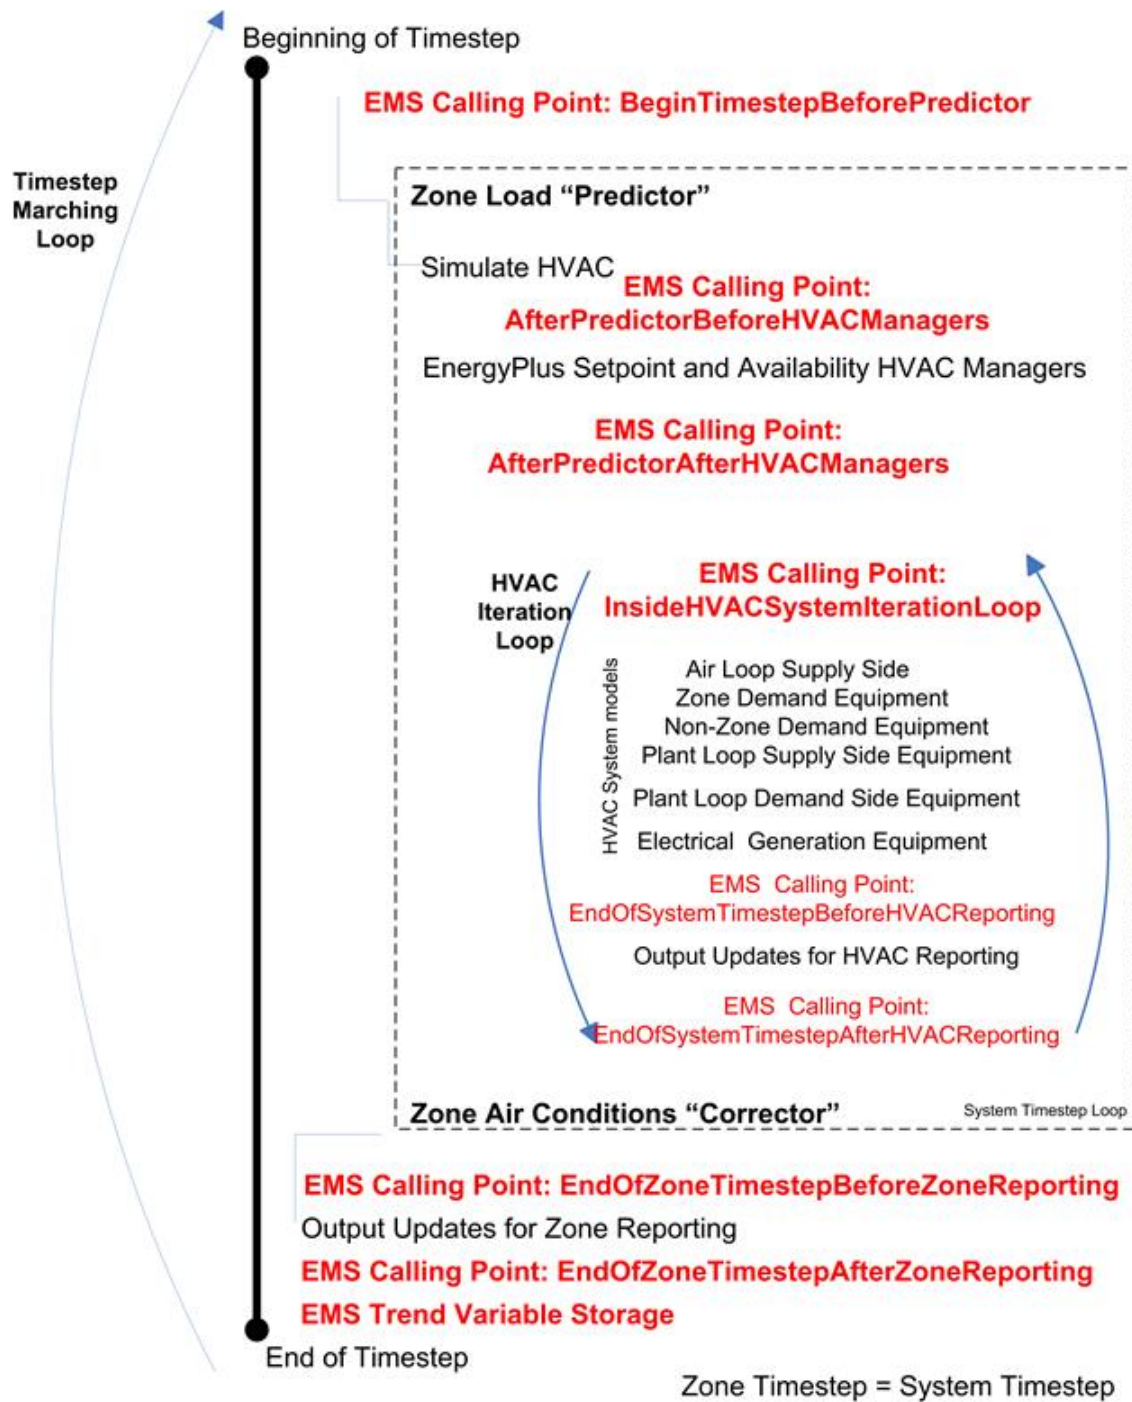 Beginning of Timestep
EMS Calling Point: BeginTimestepBeforePredictor
Timestep
Marching
Loop
Zone Load “Predictor”
Simulate HVAC
EMS Calling Point:
AfterPredictorBeforeHVACManagers
EnergyPlus Setpoint and Availability HVAC Managers
EMS Calling Point:
AfterPredictorAfterHVACManagers
HVAC
Iteration
Loop
EMS Calling Point:
InsideHVACSystemIterationLoop
HVAC System models
Air Loop Supply Side
Zone Demand Equipment
Non-Zone Demand Equipment
Plant Loop Supply Side Equipment
Plant Loop Demand Side Equipment
Electrical Generation Equipment
EMS Calling Point:
EndOfSystemTimestepBeforeHVACReporting
Output Updates for HVAC Reporting
EMS Calling Point:
EndOfSystemTimestepAfterHVACReporting
Zone Air Conditions “Corrector”
System Timestep Loop
EMS Calling Point: EndOfZoneTimestepBeforeZoneReporting
Output Updates for Zone Reporting
EMS Calling Point: EndOfZoneTimestepAfterZoneReporting
EMS Trend Variable Storage
End of Timestep
Zone Timestep = System Timestep